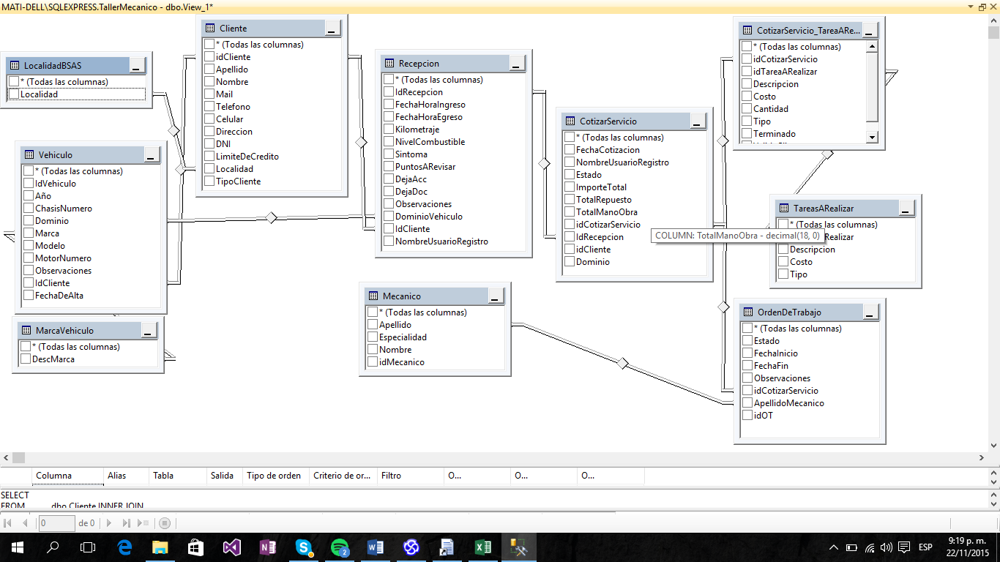 MATI-DELL\SQLEXPRESS.TallerMecanico - dbo.View_1*
Cliente
* (Todas las columnas)
idCliente
Apellido
Nombre
Mail
Telefono
Celular
Direccion
DNI
LimiteDeCredito
Localidad
TipoCliente
LocalidadBSAS
* (Todas las columnas)
Localidad
Vehiculo
* (Todas las columnas)
IdVehiculo
Año
ChasisNumero
Dominio
Marca
Modelo
MotorNumero
Observaciones
IdCliente
FechaDeAlta
MarcaVehiculo
* (Todas las columnas)
DescMarca
Recepcion
* (Todas las columnas)
IdRecepcion
FechaHoraIngreso
FechaHoraEgreso
Kilometraje
NivelCombustible
Sintoma
PuntosARevisar
DejaAcc
DejaDoc
Observaciones
DominioVehiculo
IdCliente
NombreUsuarioRegistro
Mecanico
* (Todas las columnas)
Apellido
Especialidad
Nombre
idMecanico
CotizarServicio
* (Todas las columnas)
FechaCotizacion
NombreUsuarioRegistro
Estado
ImporteTotal
TotalRepuesto
TotalManoObra
idCotizarServicio
IdRecepcion
idCliente
Dominio
COLUMN: TotalManoObra - decimal(18, 0)
CotizarServicio_TareaARe...
* (Todas las columnas)
idCotizarServicio
idTareaARealizar
Descripcion
Costo
Cantidad
Tipo
Terminado
TareasARealizar
* (Todas las columnas)
Realizar
Descripcion
Costo
Tipo
OrdenDeTrabajo
* (Todas las columnas)
Estado
FechaInicio
FechaFin
Observaciones
idCotizarServicio
ApellidoMecanico
idOT
Columna Alias Tabla Salida Tipo de orden Criterio de or... Filtro O... O... O...
SELECT
FROM dbo.Cliente INNER JOIN
0 de 0
2
ESP
9:19 p. m.
22/11/2015